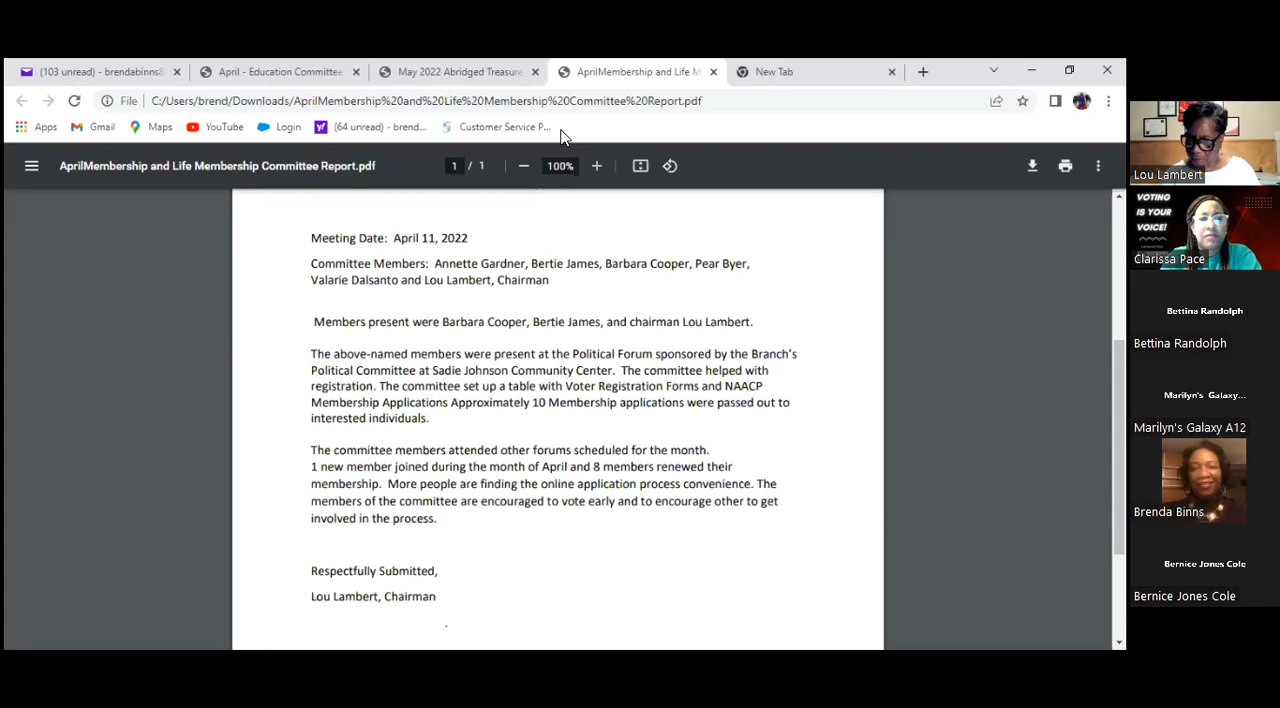 (103 unread) - brendabinns8
April - Education Committee
May 2022 Abridged Treasure
AprilMembership and Life M
New Tab
File
C:/Users/brend/Downloads/AprilMembership%20and%20Life%20Membership%20Committee%20Report.pdf
Apps
Gmail
Maps
YouTube
Login
(64 unread) - brend...
Customer Service P...
AprilMembership and Life Membership Committee Report.pdf
1 / 1
100%
Meeting Date: April 11, 2022
Committee Members: Annette Gardner, Bertie James, Barbara Cooper, Pear Byer,
Valarie Dalsanto and Lou Lambert, Chairman
Members present were Barbara Cooper, Bertie James, and chairman Lou Lambert.
The above-named members were present at the Political Forum sponsored by the Branch's
Political Committee at Sadie Johnson Community Center. The committee helped with
registration. The committee set up a table with Voter Registration Forms and NAACP
Membership Applications Approximately 10 Membership applications were passed out to
interested individuals.
The committee members attended other forums scheduled for the month.
1 new member joined during the month of April and 8 members renewed their
membership. More people are finding the online application process convenience. The
members of the committee are encouraged to vote early and to encourage other to get
involved in the process.
Respectfully Submitted,
Lou Lambert, Chairman
Lou Lambert
VOTING
IS YOUR
VOICE!
Clarissa Pace
Bettina Randolph
Bettina Randolph
Marilyn's Galaxy...
Marilyn's Galaxy A12
Brenda Binns
Bernice Jones Cole
Bernice Jones Cole